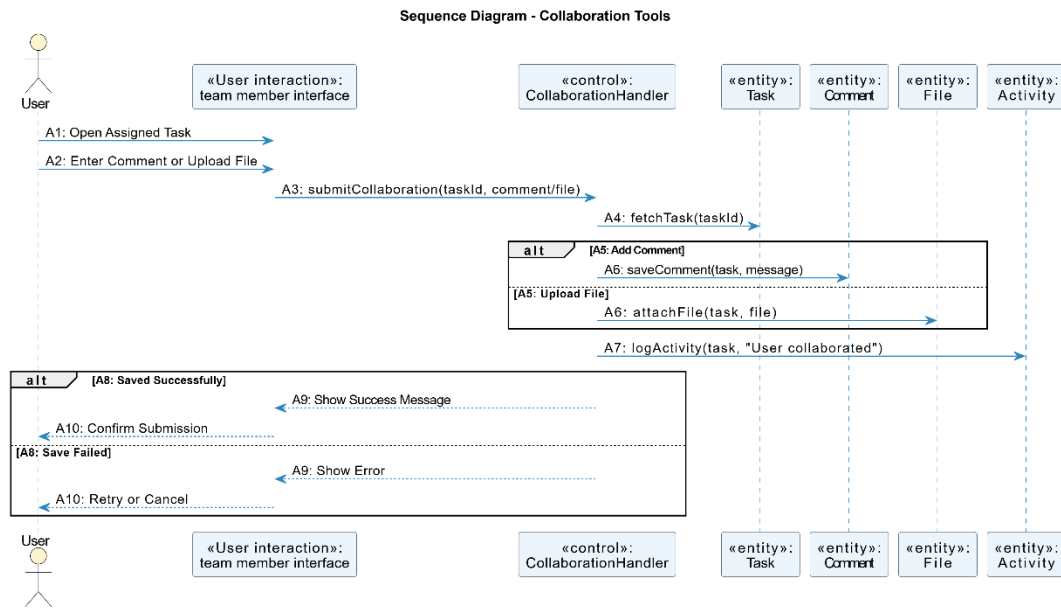 Sequence Diagram - Collaboration Tools
User
«User interaction»:
team member interface
«control»:
CollaborationHandler
«entity»:
Task
«entity»:
Comment
«entity»:
File
«entity»:
Activity
A1: Open Assigned Task
A2: Enter Comment or Upload File
A3: submitCollaboration(taskId, comment/file)
A4: fetchTask(taskId)
alt
[A5: Add Comment]
A6: saveComment(task, message)
[A5: Upload File]
A6: attachFile(task, file)
A7: logActivity(task, "User collaborated")
alt
[A8: Saved Successfully]
A9: Show Success Message
A10: Confirm Submission
[A8: Save Failed]
A9: Show Error
A10: Retry or Cancel
User
«User interaction»:
team member interface
«control»:
CollaborationHandler
«entity»:
Task
«entity»:
Comment
«entity»:
File
«entity»:
Activity